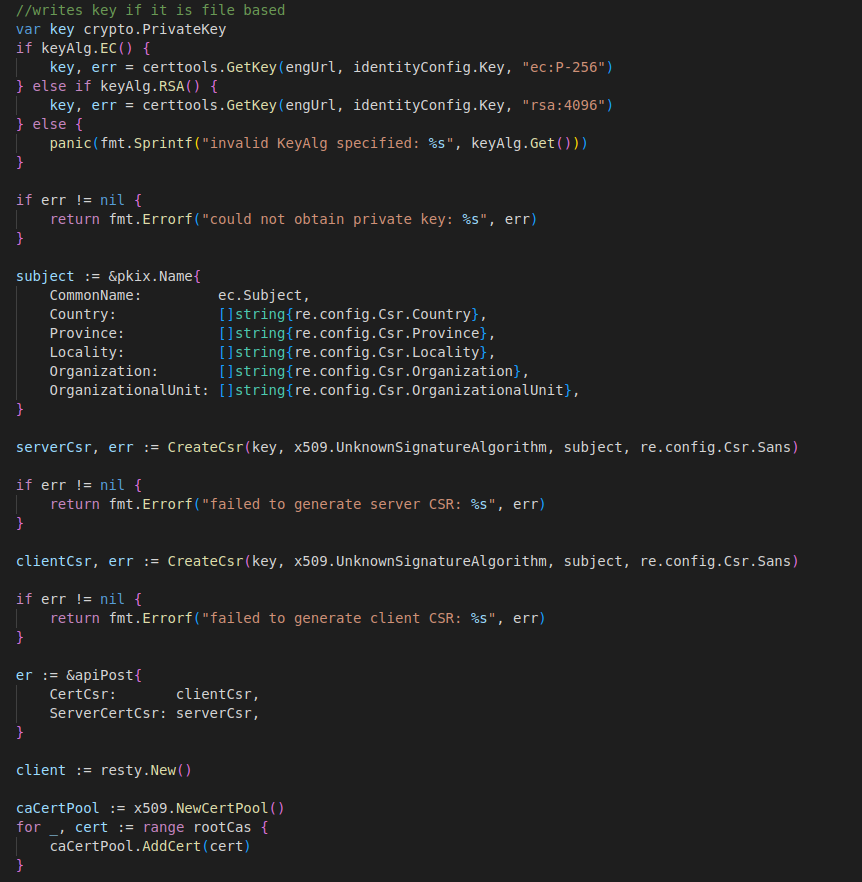 //writes key if it is file based
var key crypto.PrivateKey
if keyAlg.EC() {
    key, err = certtools.GetKey(engUrl, identityConfig.Key, "ec:P-256")
} else if keyAlg.RSA() {
    key, err = certtools.GetKey(engUrl, identityConfig.Key, "rsa:4096")
} else {
    panic(fmt.Sprintf("invalid KeyAlg specified: %s", keyAlg.Get()))
}

if err != nil {
    return fmt.Errorf("could not obtain private key: %s", err)
}

subject := &pkix.Name{
    CommonName:         ec.Subject,
    Country:            []string{re.config.Csr.Country},
    Province:           []string{re.config.Csr.Province},
    Locality:           []string{re.config.Csr.Locality},
    Organization:       []string{re.config.Csr.Organization},
    OrganizationalUnit: []string{re.config.Csr.OrganizationalUnit},
}

serverCsr, err := CreateCsr(key, x509.UnknownSignatureAlgorithm, subject, re.config.Csr.Sans)

if err != nil {
    return fmt.Errorf("failed to generate server CSR: %s", err)
}

clientCsr, err := CreateCsr(key, x509.UnknownSignatureAlgorithm, subject, re.config.Csr.Sans)

if err != nil {
    return fmt.Errorf("failed to generate client CSR: %s", err)
}

er := &apiPost{
    CertCsr:       clientCsr,
    ServerCertCsr: serverCsr,
}

client := resty.New()

caCertPool := x509.NewCertPool()
for _, cert := range rootCas {
    caCertPool.AddCert(cert)
}